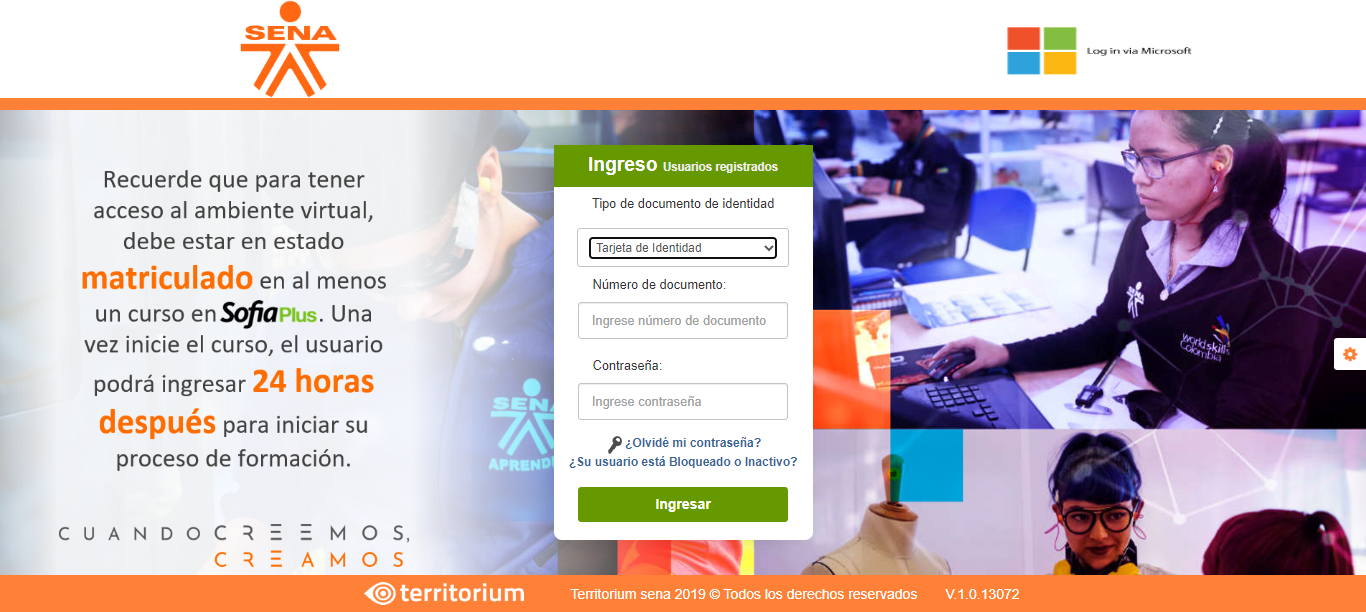 SENA
Log in via Microsoft
Recuerde que para tener
acceso al ambiente virtual,
debe estar en estado
matriculado en al menos
un curso en Sofia Plus. Una
vez inicie el curso, el usuario
podrá ingresar 24 horas
después para iniciar su
proceso de formación.
CUANDO CREEMOS,
CREAMOS
Ingreso Usuarios registrados
Tipo de documento de identidad
Tarjeta de Identidad
Número de documento:
Ingrese número de documento
Contraseña:
Ingrese contraseña
¿Olvidé mi contraseña?
¿Su usuario está Bloqueado o Inactivo?
Ingresar
SENA
APREND
SENA
worldskills
Colombia
territorium
Territorium sena 2019 © Todos los derechos reservados
V.1.0.13072